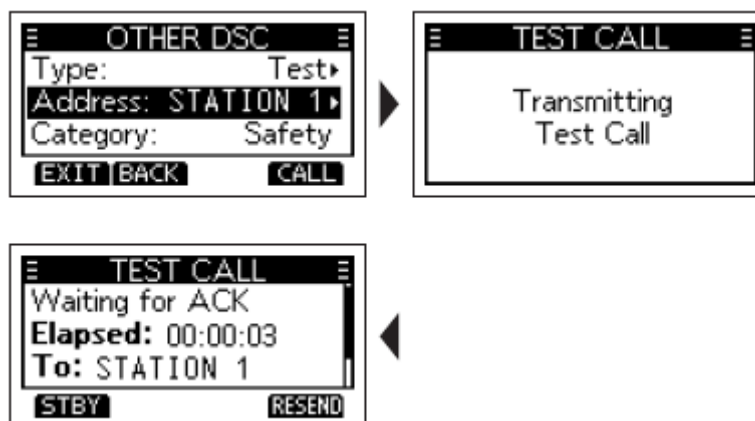 OTHER DSC
Type: Test
Address: STATION 1
Category: Safety
EXIT BACK CALL
TEST CALL
Transmitting
Test Call
TEST CALL
Waiting for ACK
Elapsed: 00:00:03
To: STATION 1
STBY RESEND